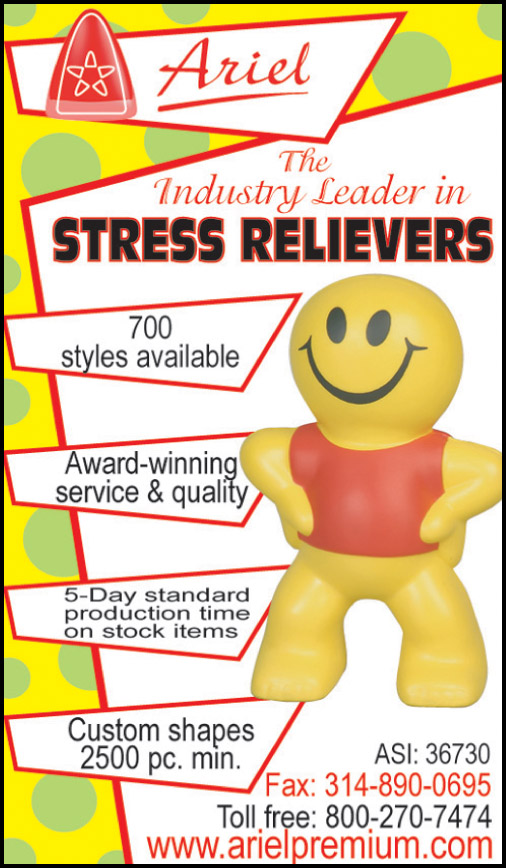 Ariel
The
Industry Leader in
STRESS RELIEVERS
700
styles available
Award-winning
service & quality
5-Day standard
production time
on stock items
Custom shapes
2500 pc. min.
ASI: 36730
Fax: 314-890-0695
Toll free: 800-270-7474
www.arielpremium.com